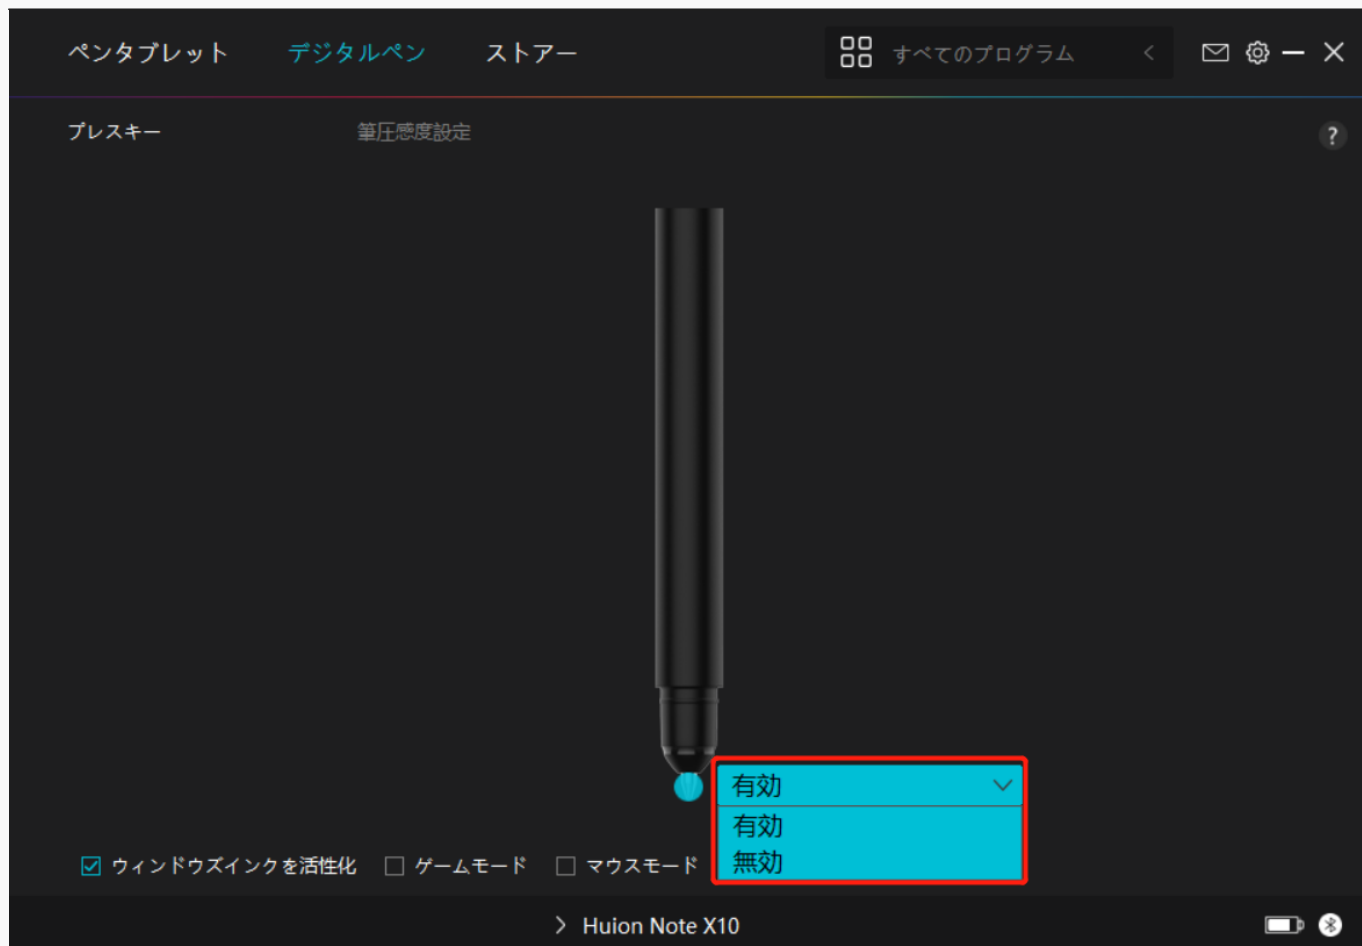 ペンタブレット デジタルペン ストアー すべてのプログラム
プレスキー 筆圧感度設定 ?
有効
有効
無効
ウィンドウズインクを活性化 ゲームモード マウスモード
Huion Note X10